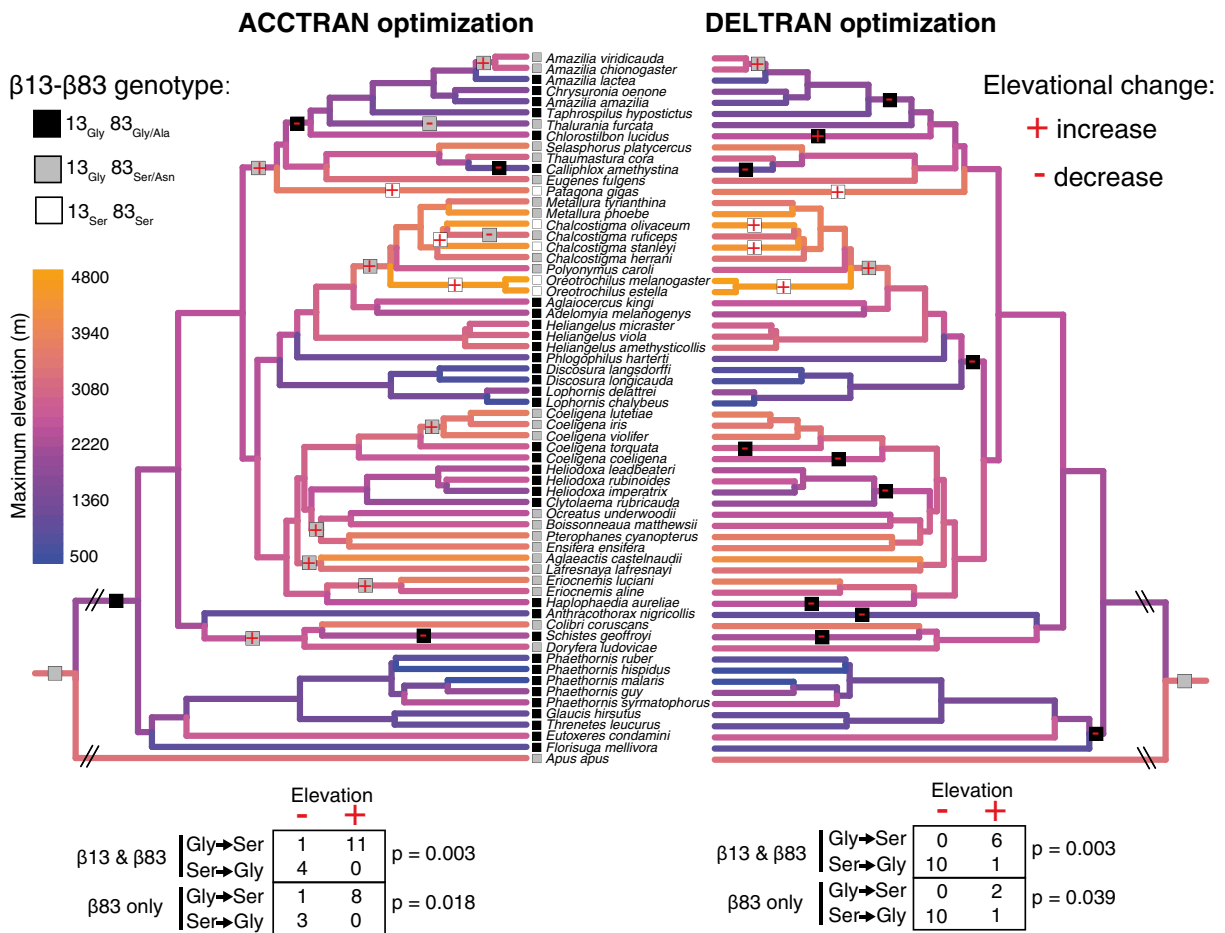 ACCTRAN optimization
DELTRAN optimization
β13-β83 genotype:
13Gly 83Gly/Ala
13Gly 83Ser/Asn
13Ser 83Ser
Maximum elevation (m)
4800
3940
3080
2220
1360
500
Elevational change:
+ increase
- decrease
Amazilia viridicauda
Amazilia chionogaster
Amazilia lactea
Chrysuronia oenone
Amazilia amazilia
Taphrospilus hypostictus
Thalurania furcata
Chlorostilbon lucidus
Selasphorus platycercus
Thaumastura cora
Calliphlox amethystina
Eugenes fulgens
Patagona gigas
Metallura tyrianthina
Metallura phoebe
Chalcostigma olivaceum
Chalcostigma ruficeps
Chalcostigma stanleyi
Chalcostigma herrani
Polyonymus caroli
Oreotrochilus melanogaster
Oreotrochilus estella
Aglaiocercus kingi
Adelomyia melanogenys
Heliangelus micraster
Heliangelus viola
Heliangelus amethysticollis
Phlogophilus harterti
Discosura langsdorffi
Discosura longicauda
Lophornis delattrei
Lophornis chalybeus
Coeligena lutetiae
Coeligena iris
Coeligena violifer
Coeligena torquata
Coeligena coeligena
Heliodoxa leadbeateri
Heliodoxa rubinoides
Heliodoxa imperatrix
Clytolaema rubricauda
Ocreatus underwoodii
Boissonneaua matthewsii
Pterophanes cyanopterus
Ensifera ensifera
Aglaeactis castelnaudii
Lafresnaya lafresnayi
Eriocnemis luciani
Eriocnemis aline
Haplophaedia aureliae
Anthracothorax nigricollis
Colibri coruscans
Schistes geoffroyi
Doryfera ludovicae
Phaethornis ruber
Phaethornis hispidus
Phaethornis malaris
Phaethornis guy
Phaethornis syrmatophorus
Glaucis hirsutus
Threnetes leucurus
Eutoxeres condamini
Florisuga mellivora
Apus apus
Elevation
- +
β13 & β83
Gly→Ser 1 11
Ser→Gly 4 0
p = 0.003
β83 only
Gly→Ser 1 8
Ser→Gly 3 0
p = 0.018
Elevation
- +
β13 & β83
Gly→Ser 0 6
Ser→Gly 10 1
p = 0.003
β83 only
Gly→Ser 0 2
Ser→Gly 10 1
p = 0.039